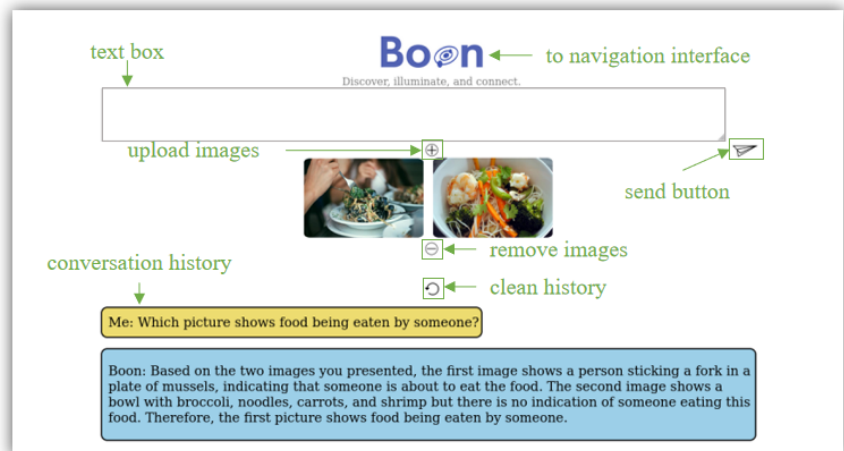 text box
Boon
to navigation interface
Discover, illuminate, and connect.
upload images
send button
remove images
conversation history
clean history
Me: Which picture shows food being eaten by someone?
Boon: Based on the two images you presented, the first image shows a person sticking a fork in a
plate of mussels, indicating that someone is about to eat the food. The second image shows a
bowl with broccoli, noodles, carrots, and shrimp but there is no indication of someone eating this
food. Therefore, the first picture shows food being eaten by someone.